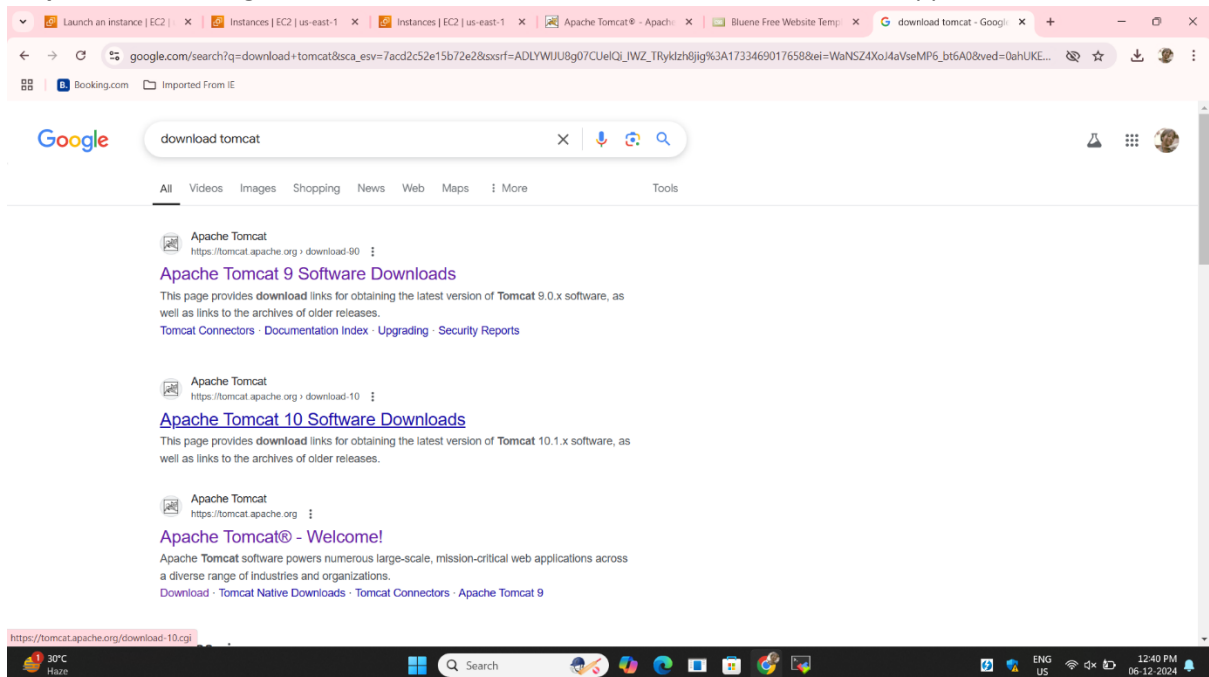 Launch an instance | EC2 | u
Instances | EC2 | us-east-1
Instances | EC2 | us-east-1
Apache Tomcat® - Apache
Bluene Free Website Temp
download tomcat - Google
google.com/search?q=download+tomcat&sca_esv=7acd2c52e15b72e2&sxsrf=ADLYWIUU8g07CUeIQi_IWZ_TRykIzh8jig%3A1733469017658&ei=WaNSZ4XoJ4aVseMP6_bt6A0&ved=0ahUKE...
B.
Booking.com
Imported From IE
Google
download tomcat
All Videos Images Shopping News Web Maps More Tools
Apache Tomcat
https://tomcat.apache.org › download-90
Apache Tomcat 9 Software Downloads
This page provides download links for obtaining the latest version of Tomcat 9.0.x software, as
well as links to the archives of older releases.
Tomcat Connectors · Documentation Index · Upgrading · Security Reports
Apache Tomcat
https://tomcat.apache.org › download-10
Apache Tomcat 10 Software Downloads
This page provides download links for obtaining the latest version of Tomcat 10.1.x software, as
well as links to the archives of older releases.
Apache Tomcat
https://tomcat.apache.org
Apache Tomcat® - Welcome!
Apache Tomcat software powers numerous large-scale, mission-critical web applications across
a diverse range of industries and organizations.
Download · Tomcat Native Downloads · Tomcat Connectors · Apache Tomcat 9
https://tomcat.apache.org/download-10.cgi
1
30°C
Haze
Search
ENG
US
12:40 PM
06-12-2024